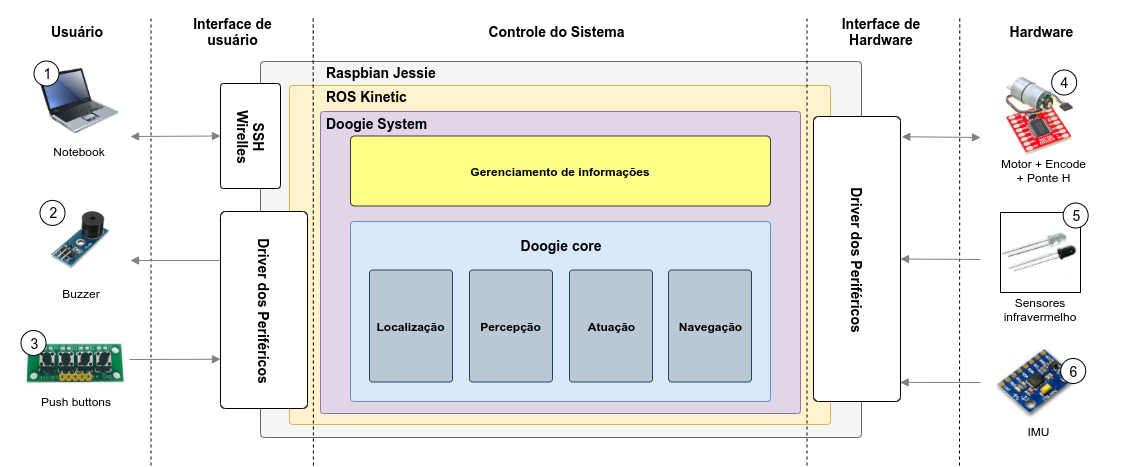 Usuário
Interface de
usuário
Controle do Sistema
Interface de
Hardware
Hardware
1
Notebook
2
Buzzer
3
Push buttons
SSH
Wirelles
Driver dos Periféricos
Raspbian Jessie
ROS Kinetic
Doogie System
Gerenciamento de informações
Doogie core
Localização
Percepção
Atuação
Navegação
Driver dos Periféricos
4
Motor + Encode
+ Ponte H
5
Sensores
infravermelho
6
IMU